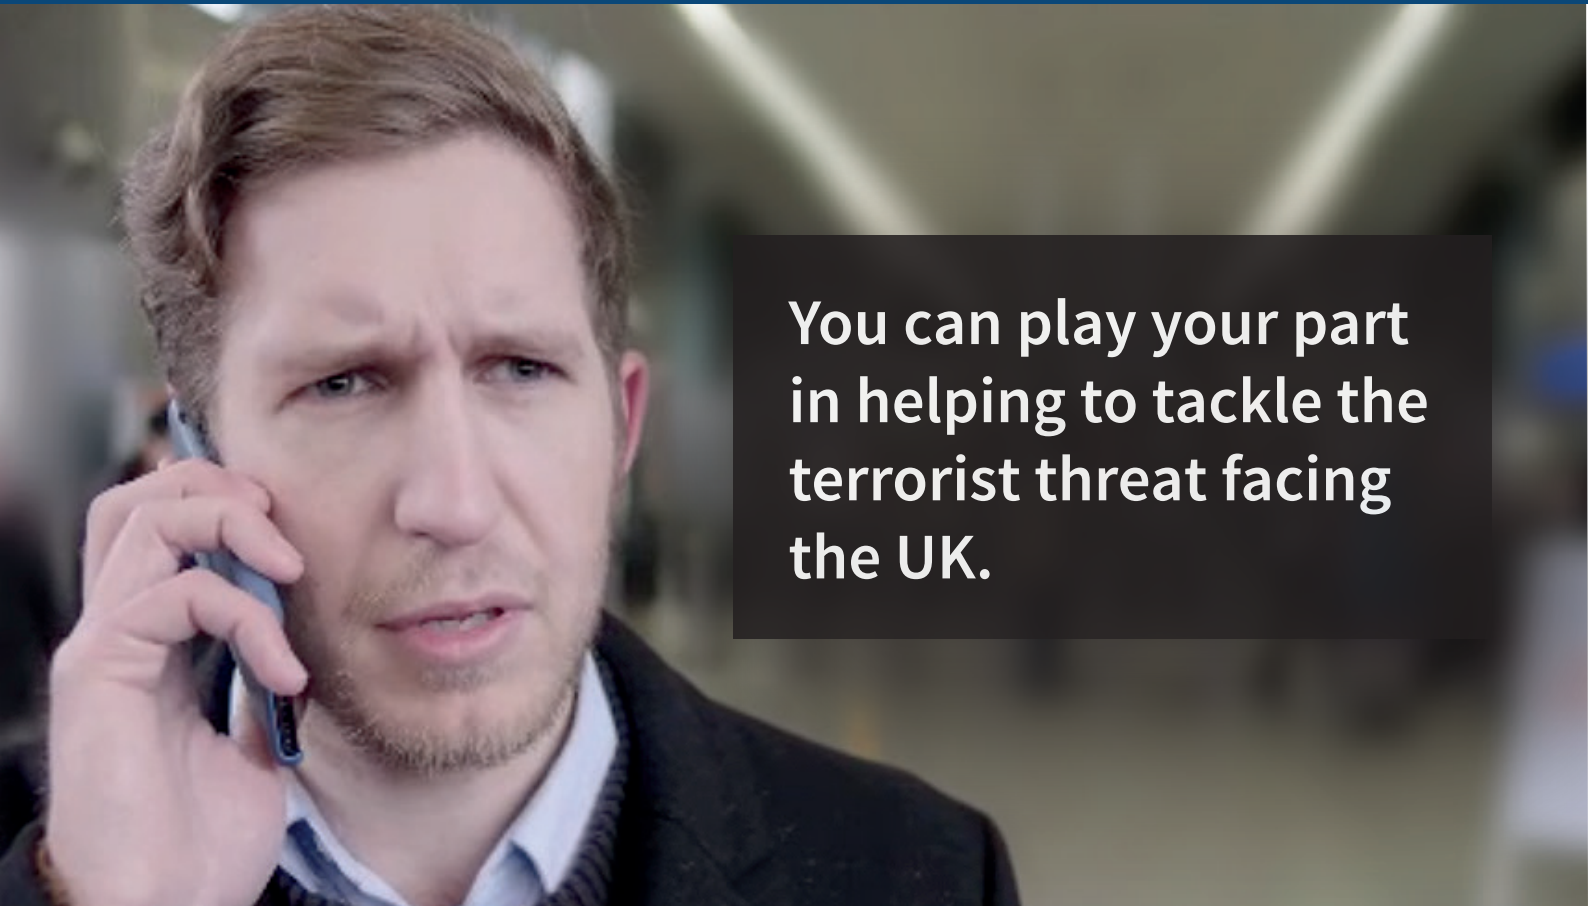 You can play your part
in helping to tackle the
terrorist threat facing
the UK.